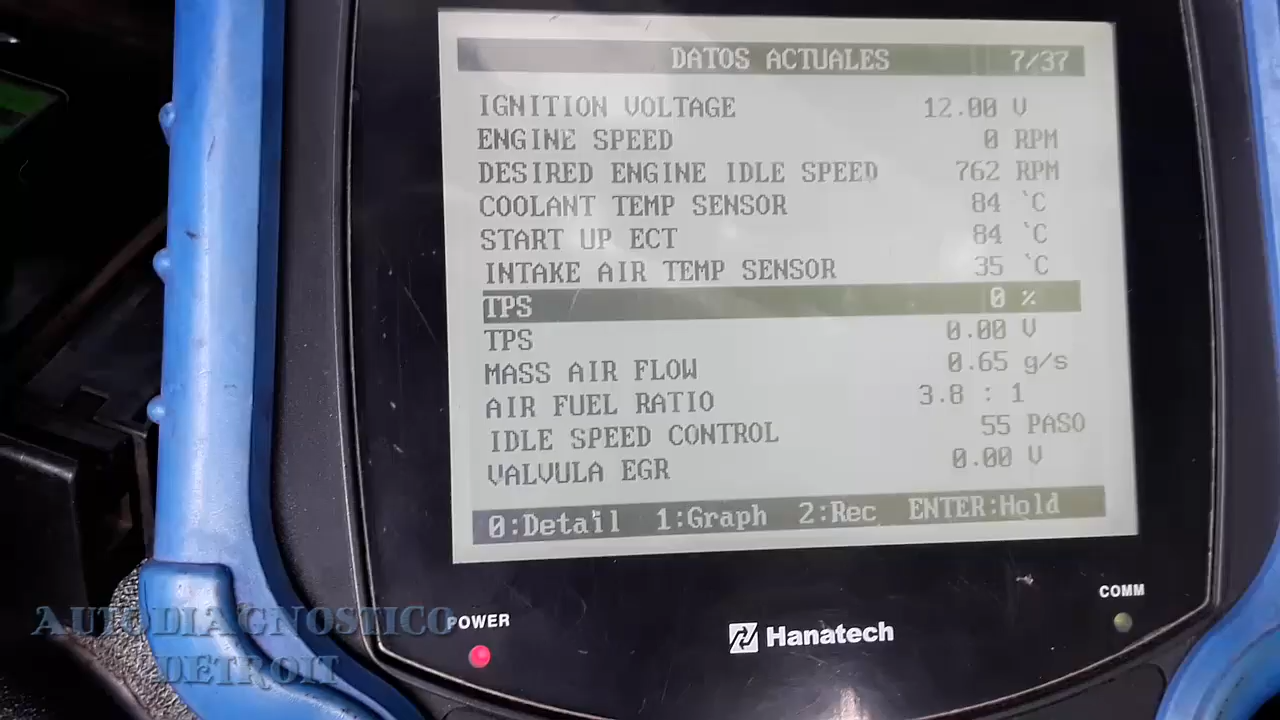 DATOS ACTUALES 7/37
IGNITION VOLTAGE 12.00 V
ENGINE SPEED 0 RPM
DESIRED ENGINE IDLE SPEED 762 RPM
COOLANT TEMP SENSOR 84 `C
START UP ECT 84 `C
INTAKE AIR TEMP SENSOR 35 `C
TPS 0 %
TPS 0.00 V
MASS AIR FLOW 0.65 g/s
AIR FUEL RATIO 3.8 : 1
IDLE SPEED CONTROL 55 PASO
VALVULA EGR 0.00 V
0:Detail 1:Graph 2:Rec ENTER:Hold
POWER
COMM
Hanatech
AUTODIAGNOSTICO
DETROIT